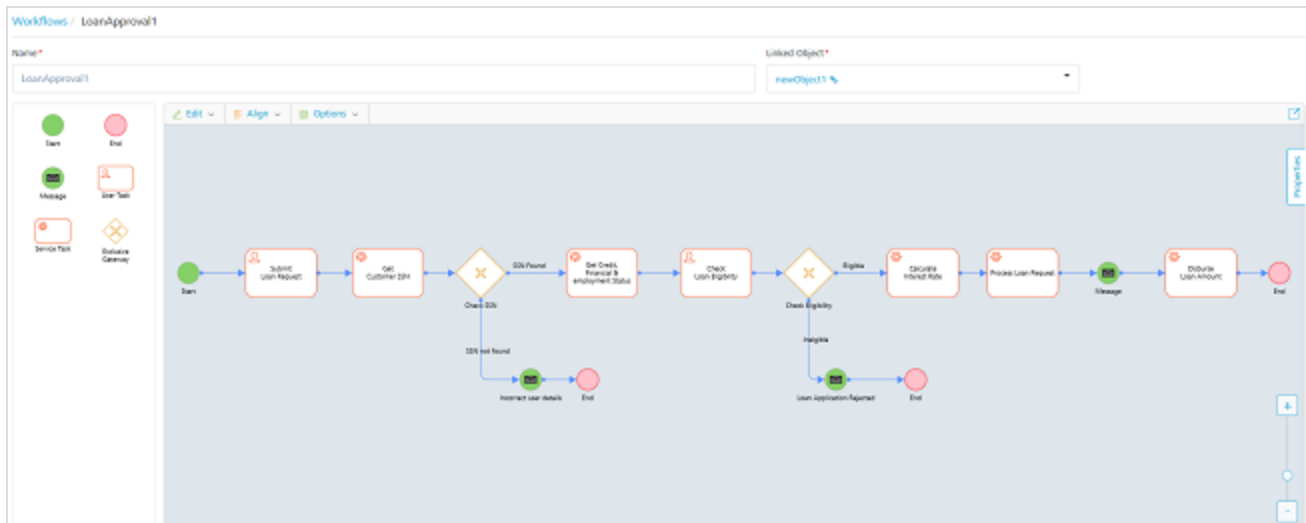 Workflows / LoanApproval1
Name*
Linked Object*
LoanApproval1
newObject1
Edit
Align
Options
Start
End
Message
User Task
Service Task
Exclusive
Gateway
Properties
Start
Submit
Loan Request
Get
Customer SSN
Check SSN
SSN Found
Get Credit,
Financial &
employment Status
Check
Loan Eligibility
Check Eligibility
Eligible
Calculate
Interest Rate
Process Loan Request
Message
Disburse
Loan Amount
End
SSN not found
Incorrect user details
End
Ineligible
Loan Application Rejected
End
+
-